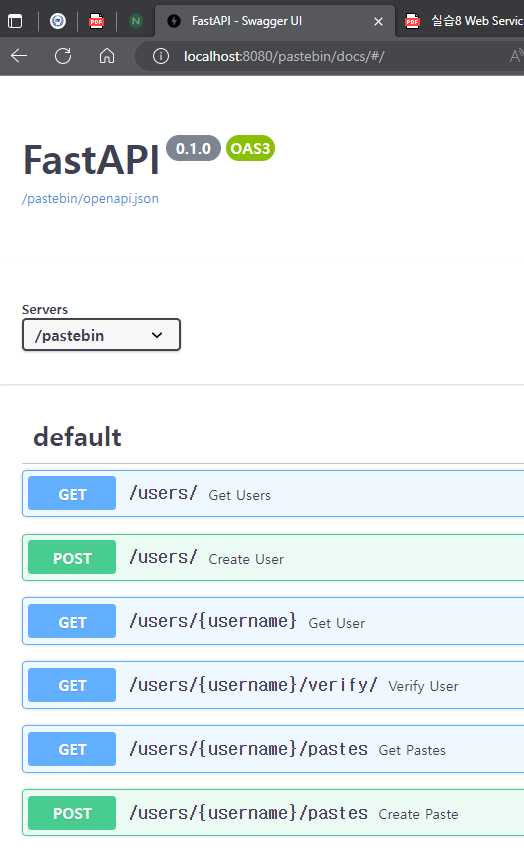 PDF
N
FastAPI - Swagger UI
PDF
실습8 Web Servic
localhost:8080/pastebin/docs/#/
A
FastAPI 0.1.0 OAS3
/pastebin/openapi.json
Servers
/pastebin
default
GET /users/ Get Users
POST /users/ Create User
GET /users/{username} Get User
GET /users/{username}/verify/ Verify User
GET /users/{username}/pastes Get Pastes
POST /users/{username}/pastes Create Paste